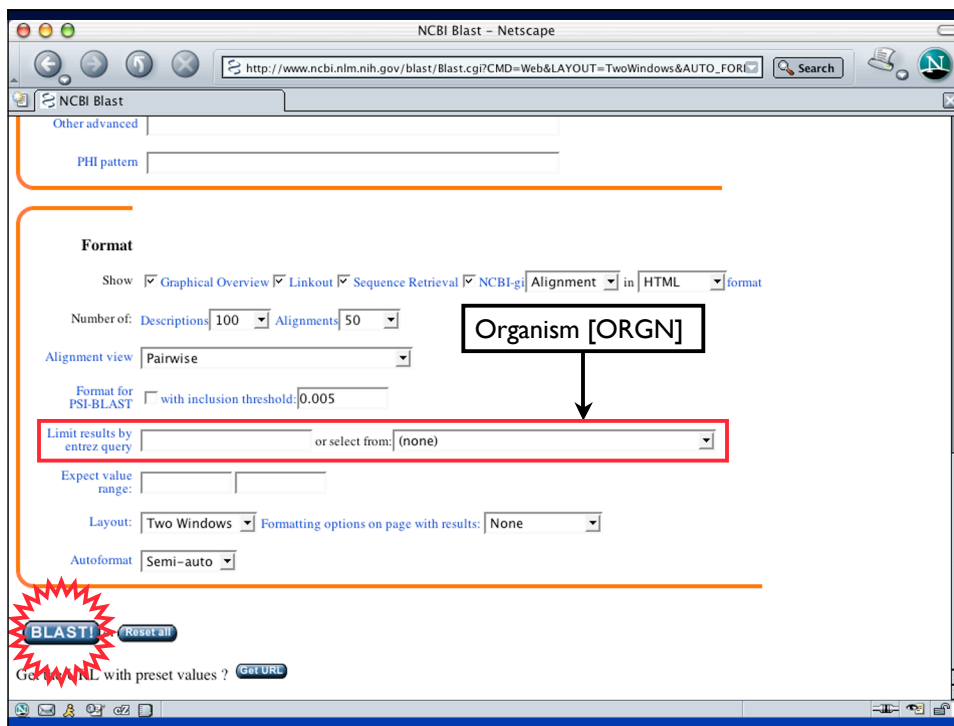 NCBI Blast – Netscape
http://www.ncbi.nlm.nih.gov/blast/Blast.cgi?CMD=Web&LAYOUT=TwoWindows&AUTO_FORI Search N
NCBI Blast
Other advanced
PHI pattern
Format
Show Graphical Overview Linkout Sequence Retrieval NCBI-gi Alignment in HTML format
Number of: Descriptions 100 Alignments 50
Organism [ORGN]
Alignment view Pairwise
Format for
PSI-BLAST with inclusion threshold: 0.005
Limit results by
entrez query or select from: (none)
Expect value
range:
Layout: Two Windows Formatting options on page with results: None
Autoformat Semi-auto
BLAST! Reset all
Get the URL with preset values ? Get URL